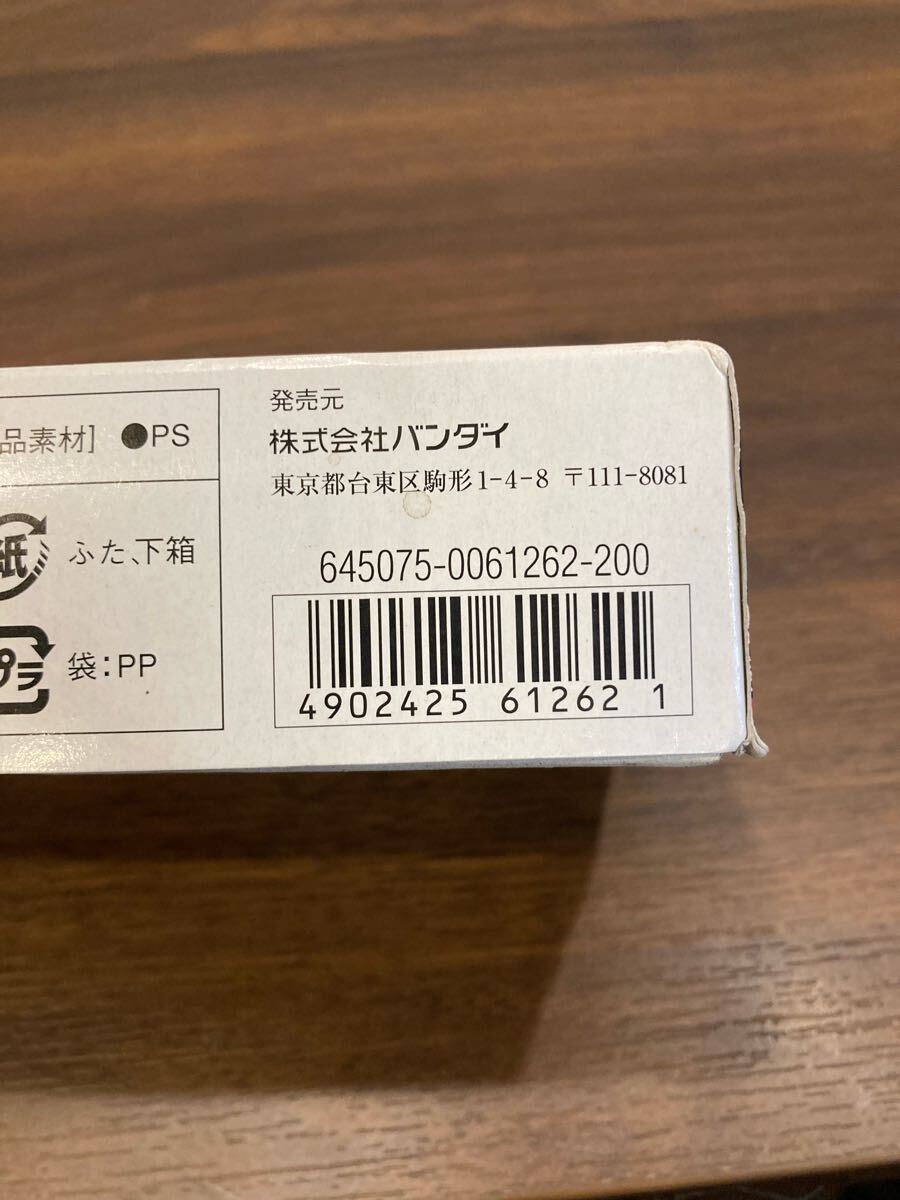 品素材] ●PS
紙 ふた、下箱
プラ 袋：PP
発売元
株式会社バンダイ
東京都台東区駒形1-4-8 〒111-8081
645075-0061262-200
4902425 61262 1